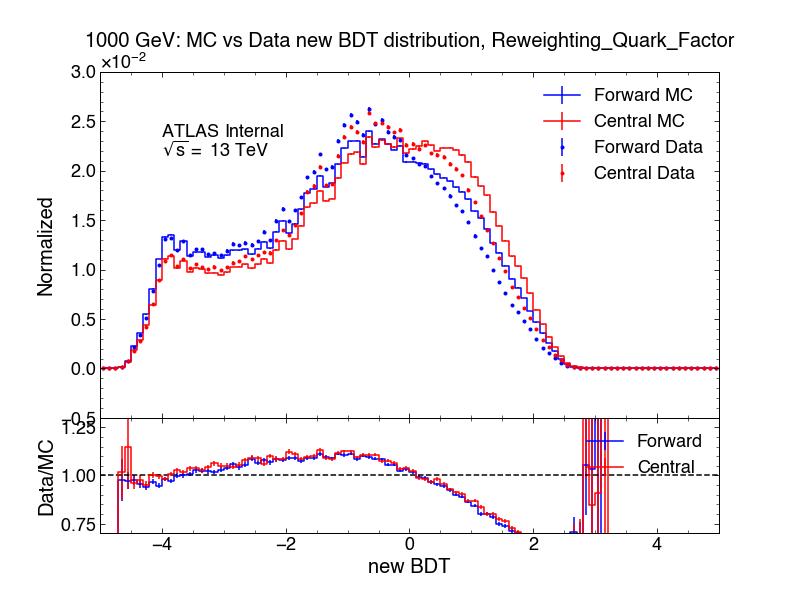 1000 GeV: MC vs Data new BDT distribution, Reweighting_Quark_Factor
×10⁻²
3.0
2.5
2.0
1.5
1.0
0.5
0.0
−0.5
Normalized
ATLAS Internal
√s = 13 TeV
Forward MC
Central MC
Forward Data
Central Data
1.25
1.00
0.75
Data/MC
Forward
Central
−4 −2 0 2 4
new BDT